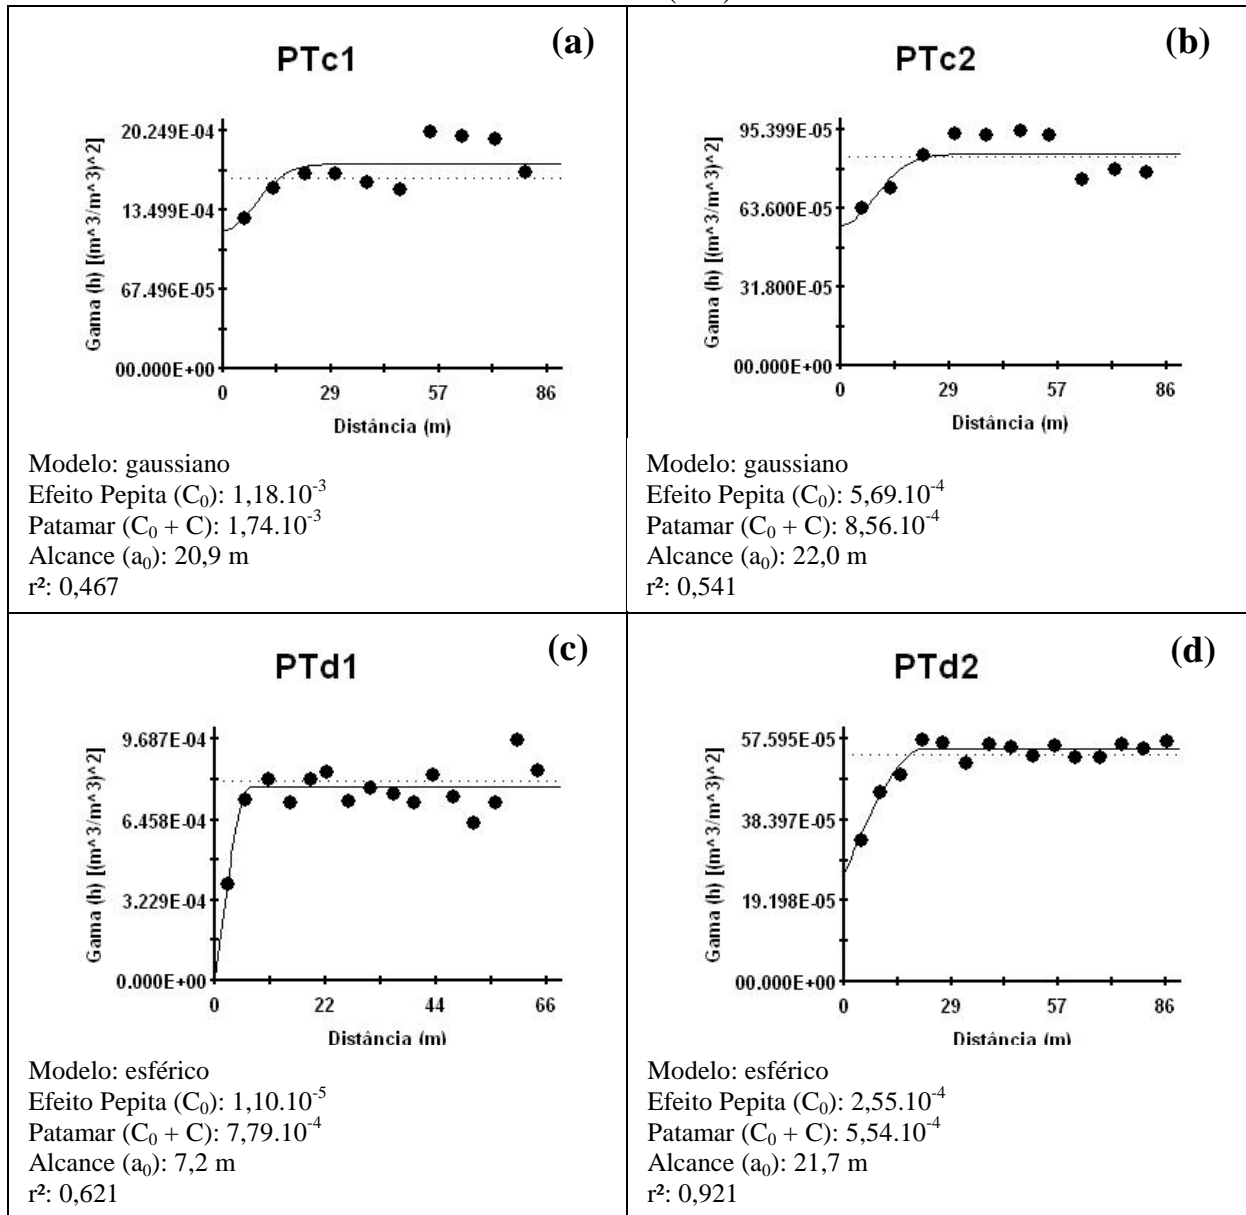 (a)
PTc1
20.249E-04
13.499E-04
67.496E-05
00.000E+00
Gama (h) [(m^3/m^3)^2]
0 29 57 86
Distância (m)
Modelo: gaussiano
Efeito Pepita (C₀): 1,18.10⁻³
Patamar (C₀ + C): 1,74.10⁻³
Alcance (a₀): 20,9 m
r²: 0,467
(b)
PTc2
95.399E-05
63.600E-05
31.800E-05
00.000E+00
Gama (h) [(m^3/m^3)^2]
0 29 57 86
Distância (m)
Modelo: gaussiano
Efeito Pepita (C₀): 5,69.10⁻⁴
Patamar (C₀ + C): 8,56.10⁻⁴
Alcance (a₀): 22,0 m
r²: 0,541
(c)
PTd1
9.687E-04
6.458E-04
3.229E-04
0.000E+00
Gama (h) [(m^3/m^3)^2]
0 22 44 66
Distância (m)
Modelo: esférico
Efeito Pepita (C₀): 1,10.10⁻⁵
Patamar (C₀ + C): 7,79.10⁻⁴
Alcance (a₀): 7,2 m
r²: 0,621
(d)
PTd2
57.595E-05
38.397E-05
19.198E-05
00.000E+00
Gama (h) [(m^3/m^3)^2]
0 29 57 86
Distância (m)
Modelo: esférico
Efeito Pepita (C₀): 2,55.10⁻⁴
Patamar (C₀ + C): 5,54.10⁻⁴
Alcance (a₀): 21,7 m
r²: 0,921